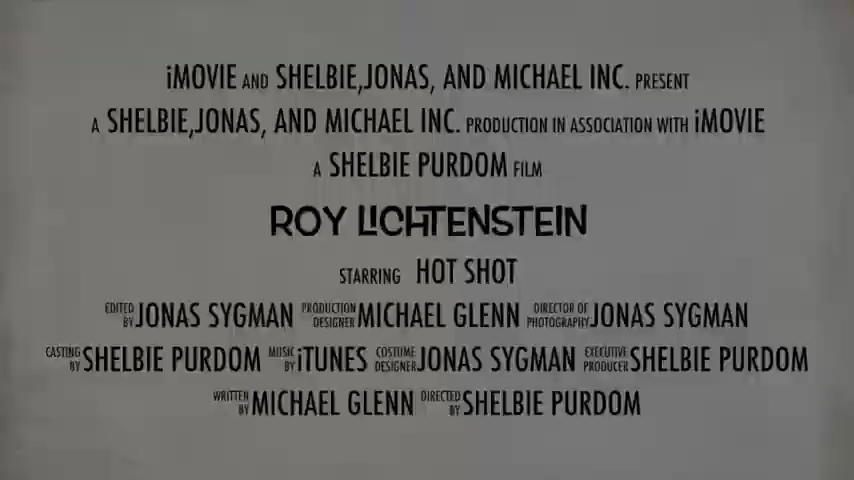 iMOVIE AND SHELBIE,JONAS, AND MICHAEL INC. PRESENT
A SHELBIE,JONAS, AND MICHAEL INC. PRODUCTION IN ASSOCIATION WITH iMOVIE
A SHELBIE PURDOM FILM
ROY LICHTENSTEIN
STARRING HOT SHOT
EDITED BY JONAS SYGMAN PRODUCTION DESIGNER MICHAEL GLENN DIRECTOR OF PHOTOGRAPHY JONAS SYGMAN
CASTING BY SHELBIE PURDOM MUSIC BY iTUNES COSTUME DESIGNER JONAS SYGMAN EXECUTIVE PRODUCER SHELBIE PURDOM
WRITTEN BY MICHAEL GLENN DIRECTED BY SHELBIE PURDOM